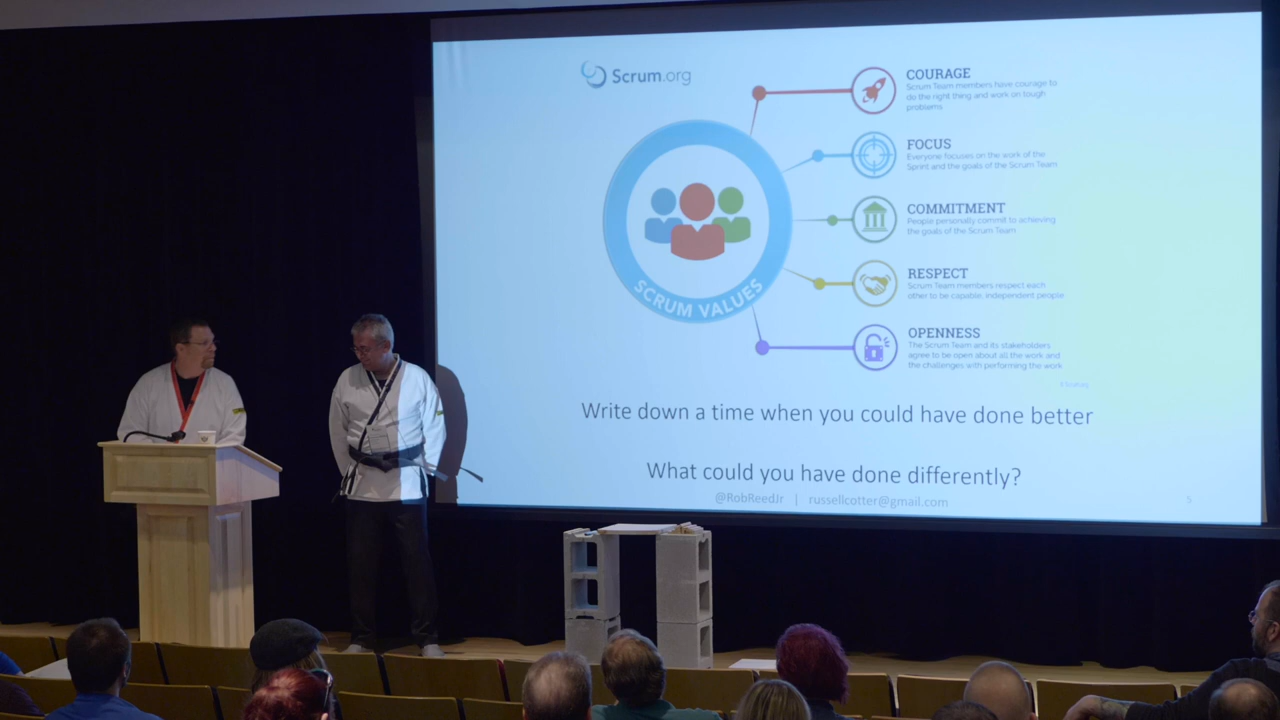 Scrum.org
SCRUM VALUES
COURAGE
Scrum Team members have courage to
do the right thing and work on tough
problems
FOCUS
Everyone focuses on the work of the
Sprint and the goals of the Scrum Team
COMMITMENT
People personally commit to achieving
the goals of the Scrum Team
RESPECT
Scrum Team members respect each
other to be capable, independent people
OPENNESS
The Scrum Team and its stakeholders
agree to be open about all the work and
the challenges with performing the work
Write down a time when you could have done better
What could you have done differently?
@RobReedJr | russellcotter@gmail.com
5